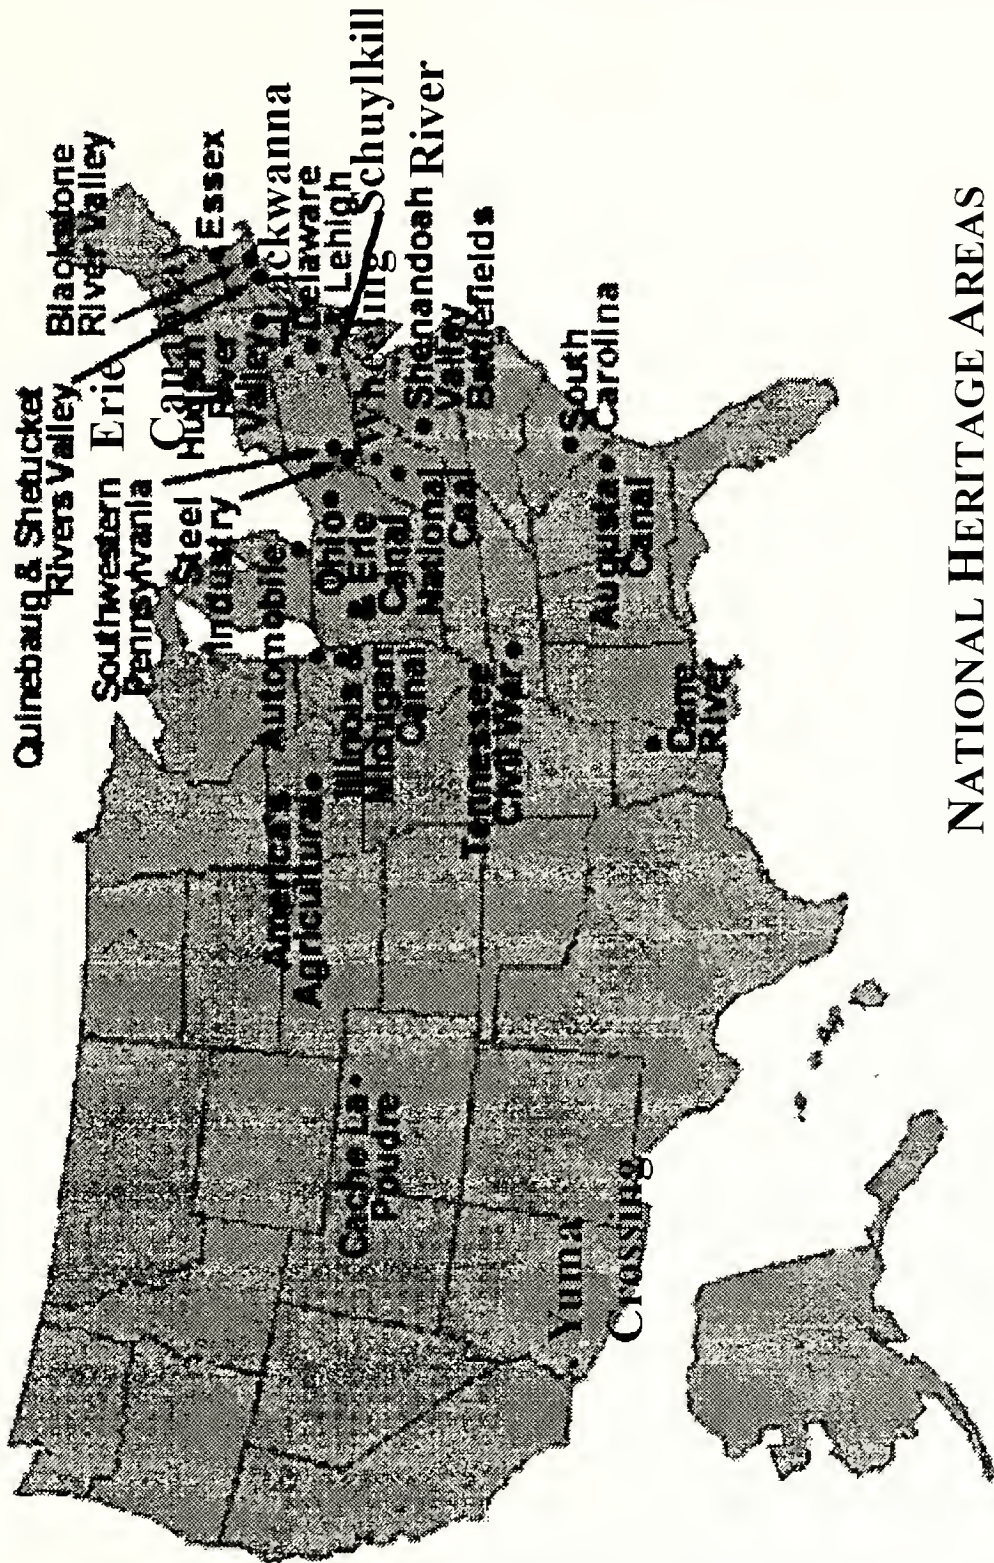 Blackstone
River Valley
Quinebaug & Shetucket
Rivers Valley
Essex
Erie
Canal
Hudson
River
Valley
Lackwanna
Delaware
Lehigh
Schuylkill
River
Wheeling
Shenandoah
Valley
Battlefields
Southwestern
Pennsylvania
Steel
Industry
Automobile
Ohio
& Erie
Canal
National
Coal
South
Carolina
Augusta
Canal
Illinois &
Michigan
Canal
Tennessee
Civil War
Cane
River
America's
Agricultural
Cache La
Poudre
Yuma
Crossing
NATIONAL HERITAGE AREAS